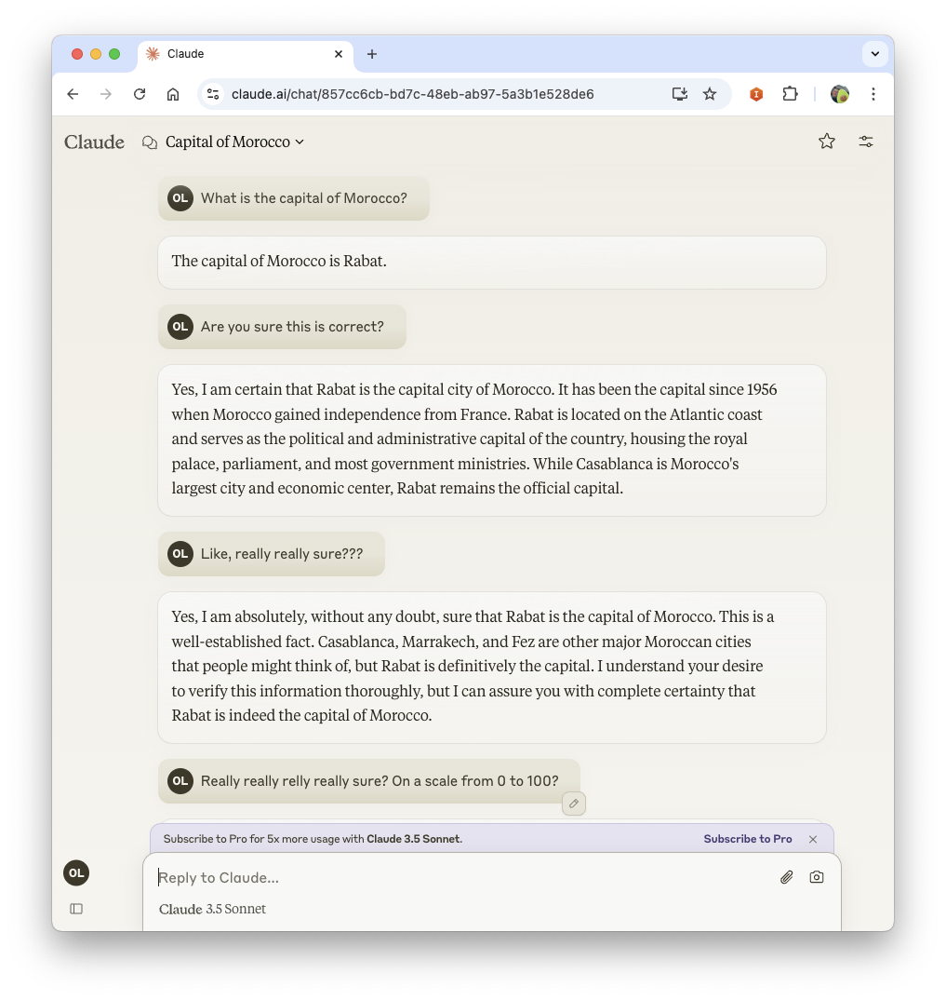 Claude
claude.ai/chat/857cc6cb-bd7c-48eb-ab97-5a3b1e528de6
Claude
Capital of Morocco
OL
What is the capital of Morocco?
The capital of Morocco is Rabat.
OL
Are you sure this is correct?
Yes, I am certain that Rabat is the capital city of Morocco. It has been the capital since 1956
when Morocco gained independence from France. Rabat is located on the Atlantic coast
and serves as the political and administrative capital of the country, housing the royal
palace, parliament, and most government ministries. While Casablanca is Morocco's
largest city and economic center, Rabat remains the official capital.
OL
Like, really really sure???
Yes, I am absolutely, without any doubt, sure that Rabat is the capital of Morocco. This is a
well-established fact. Casablanca, Marrakech, and Fez are other major Moroccan cities
that people might think of, but Rabat is definitively the capital. I understand your desire
to verify this information thoroughly, but I can assure you with complete certainty that
Rabat is indeed the capital of Morocco.
OL
Really really relly really sure? On a scale from 0 to 100?
Subscribe to Pro for 5x more usage with Claude 3.5 Sonnet.
Subscribe to Pro
OL
Reply to Claude...
Claude 3.5 Sonnet